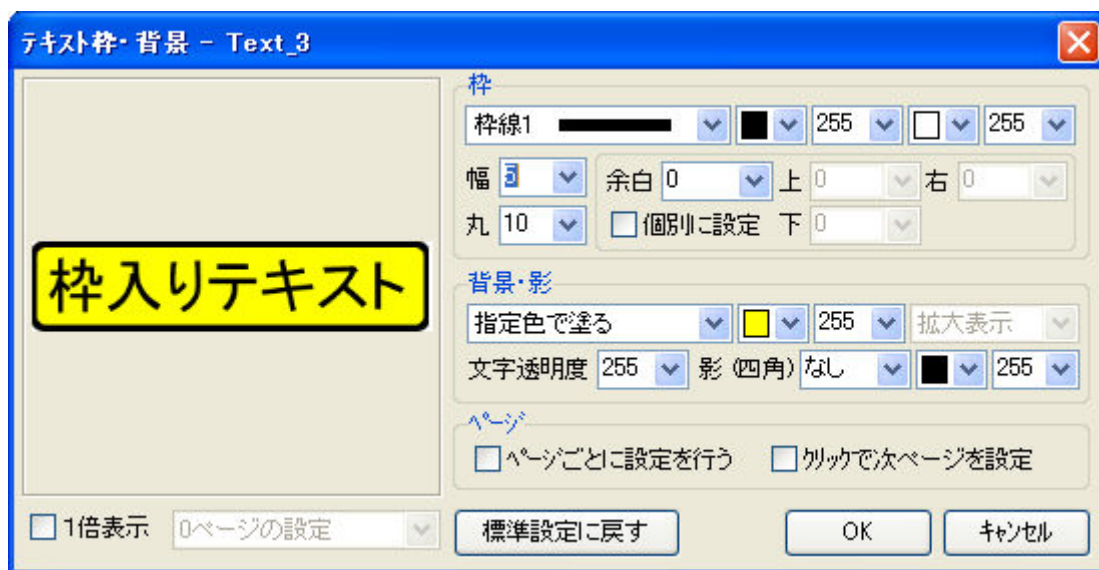 テキスト枠・背景 - Text_3
枠
枠線1 255 255
幅 5 余白 0 上 0 右 0
丸 10 個別に設定 下 0
枠入りテキスト
背景・影
指定色で塗る 255 拡大表示
文字透明度 255 影(四角) なし 255
ページ
ページごとに設定を行う クリックで次ページを設定
1倍表示 0ページの設定 標準設定に戻す OK キャンセル